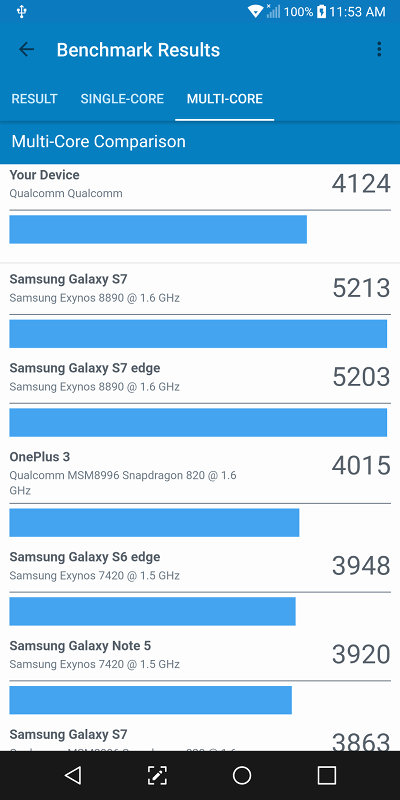 100% 11:53 AM
Benchmark Results
RESULT SINGLE-CORE MULTI-CORE
Multi-Core Comparison
Your Device
4124
Qualcomm Qualcomm
Samsung Galaxy S7
5213
Samsung Exynos 8890 @ 1.6 GHz
Samsung Galaxy S7 edge
5203
Samsung Exynos 8890 @ 1.6 GHz
OnePlus 3
4015
Qualcomm MSM8996 Snapdragon 820 @ 1.6
GHz
Samsung Galaxy S6 edge
3948
Samsung Exynos 7420 @ 1.5 GHz
Samsung Galaxy Note 5
3920
Samsung Exynos 7420 @ 1.5 GHz
Samsung Galaxy S7
3863